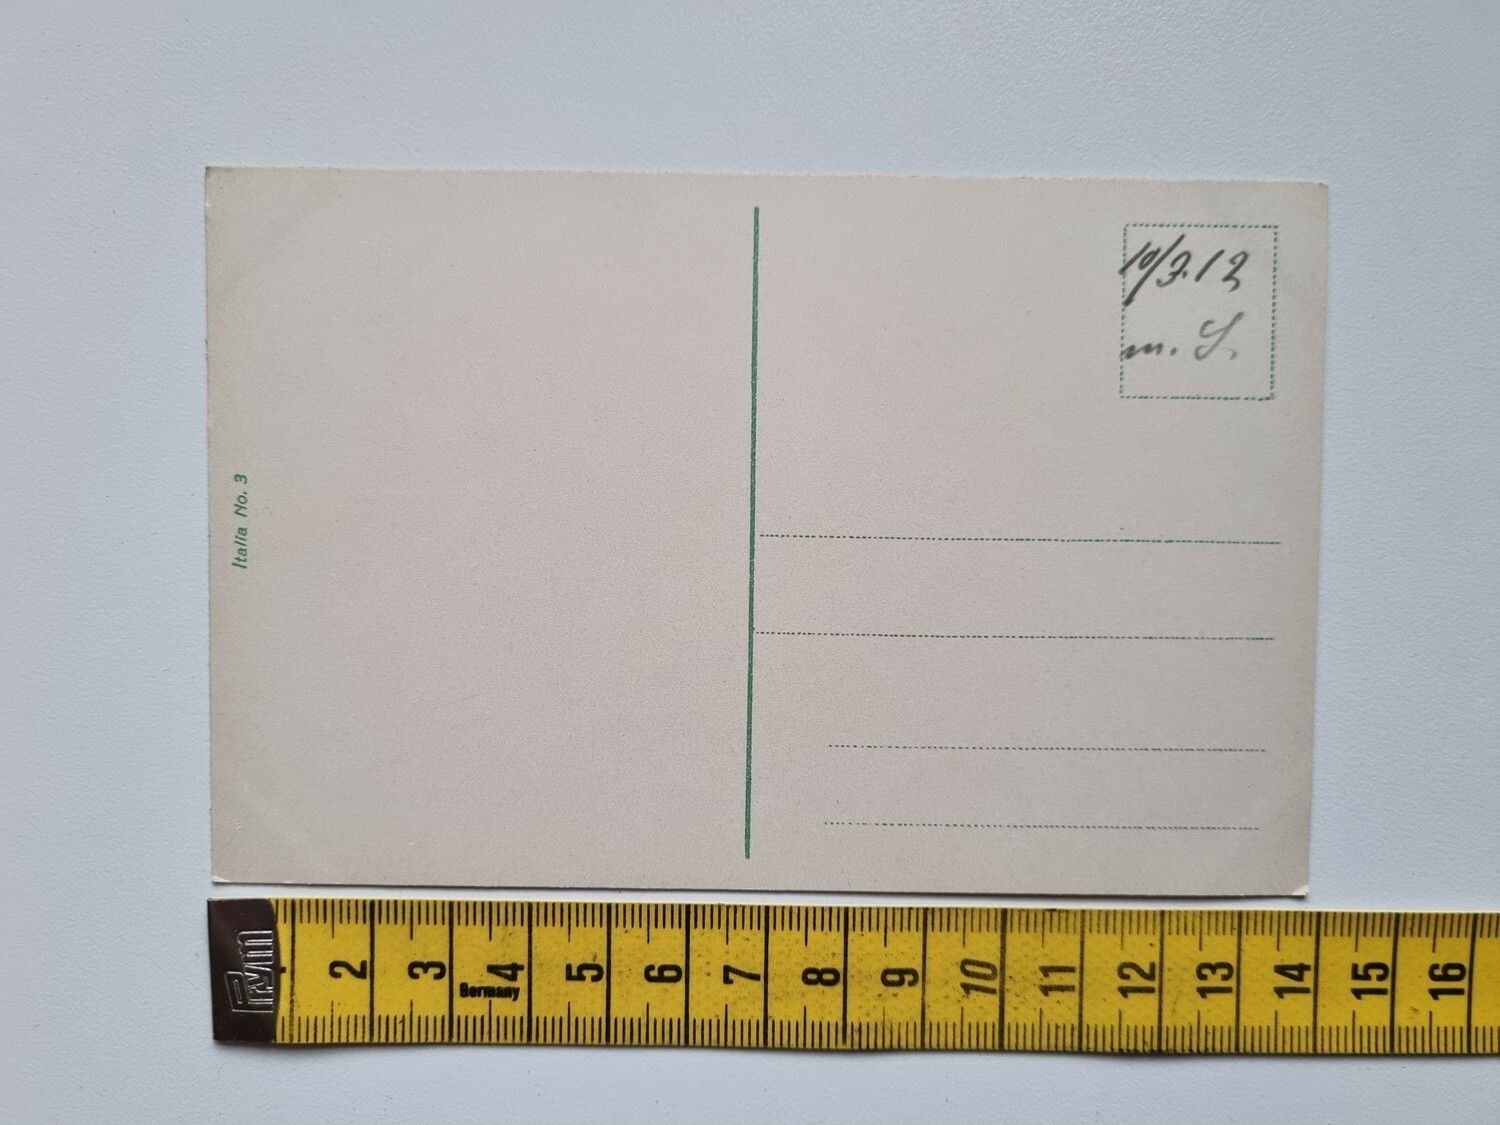 10/3.12
m. S.
Italia No. 3
Prym
2 3 4 5 6 7 8 9 10 11 12 13 14 15 16
Germany